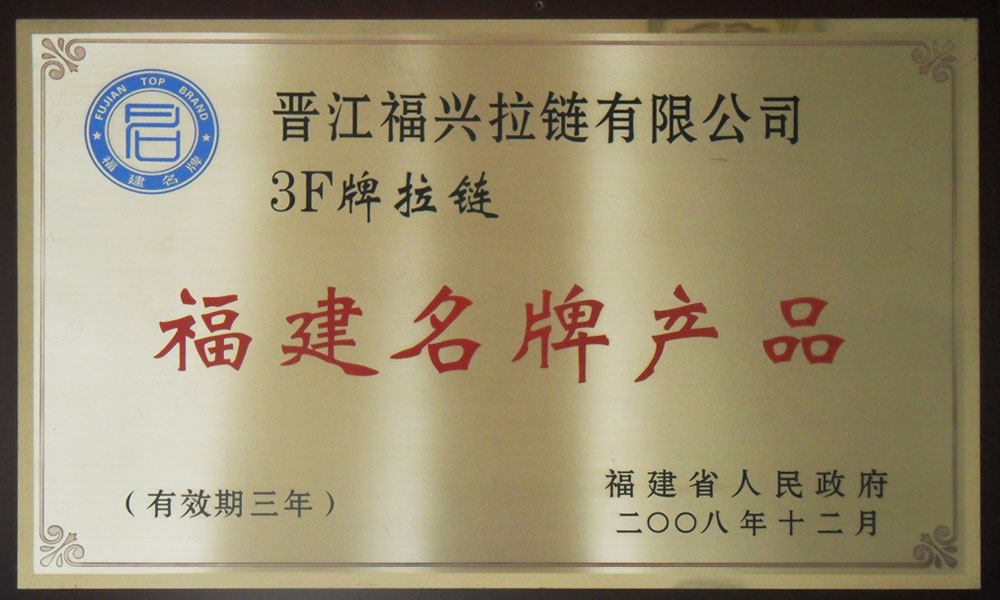 FUJIAN TOP BRAND
名
福建名牌
晋江福兴拉链有限公司
3F牌拉链
福建名牌产品
(有效期三年)
福建省人民政府
二〇〇八年十二月